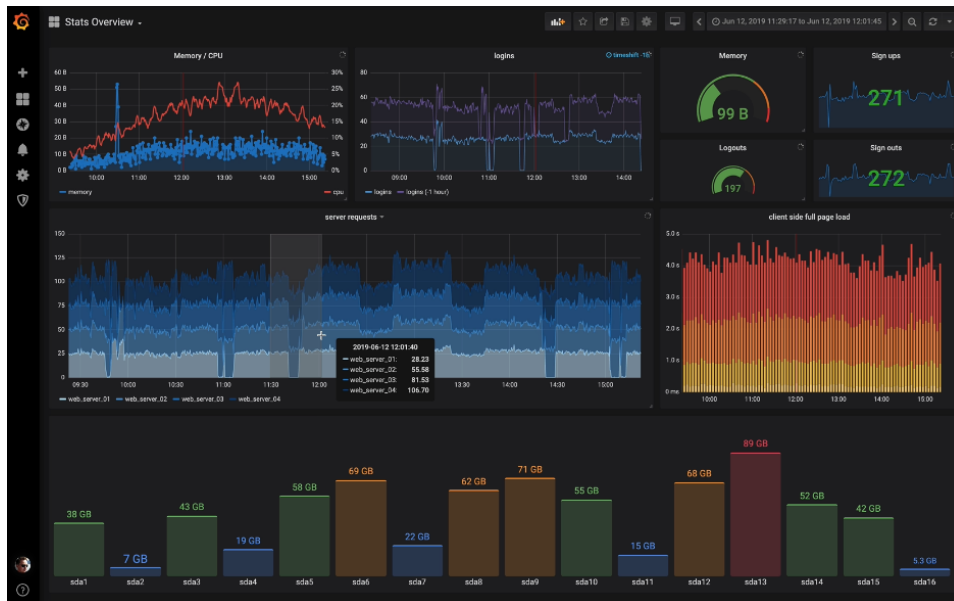 Stats Overview
Jun 12, 2019 11:29:17 to Jun 12, 2019 12:01:45
Memory / CPU
60 B
50 B
40 B
30 B
20 B
10 B
0
30%
25%
20%
15%
10%
5%
0%
10:00 11:00 12:00 13:00 14:00 15:00
memory cpu
logins
timeshift -1h
80
60
40
20
0
09:00 10:00 11:00 12:00 13:00 14:00
logins logins (-1 hour)
Memory
99 B
Sign ups
271
Logouts
197
Sign outs
272
server requests
150
125
100
75
50
25
0
09:30 10:00 10:30 11:00 11:30 12:00 13:30 14:00 14:30 15:00
2019-06-12 12:01:40
web_server_01: 28.23
web_server_02: 55.58
web_server_03: 81.53
web_server_04: 106.70
web_server_01 web_server_02 web_server_03 web_server_04
client side full page load
5.0 s
4.0 s
3.0 s
2.0 s
1.0 s
0 ms
10:00 11:00 12:00 13:00 14:00 15:00
38 GB
7 GB
43 GB
19 GB
58 GB
69 GB
22 GB
62 GB
71 GB
55 GB
15 GB
68 GB
89 GB
52 GB
42 GB
5.3 GB
sda1 sda2 sda3 sda4 sda5 sda6 sda7 sda8 sda9 sda10 sda11 sda12 sda13 sda14 sda15 sda16